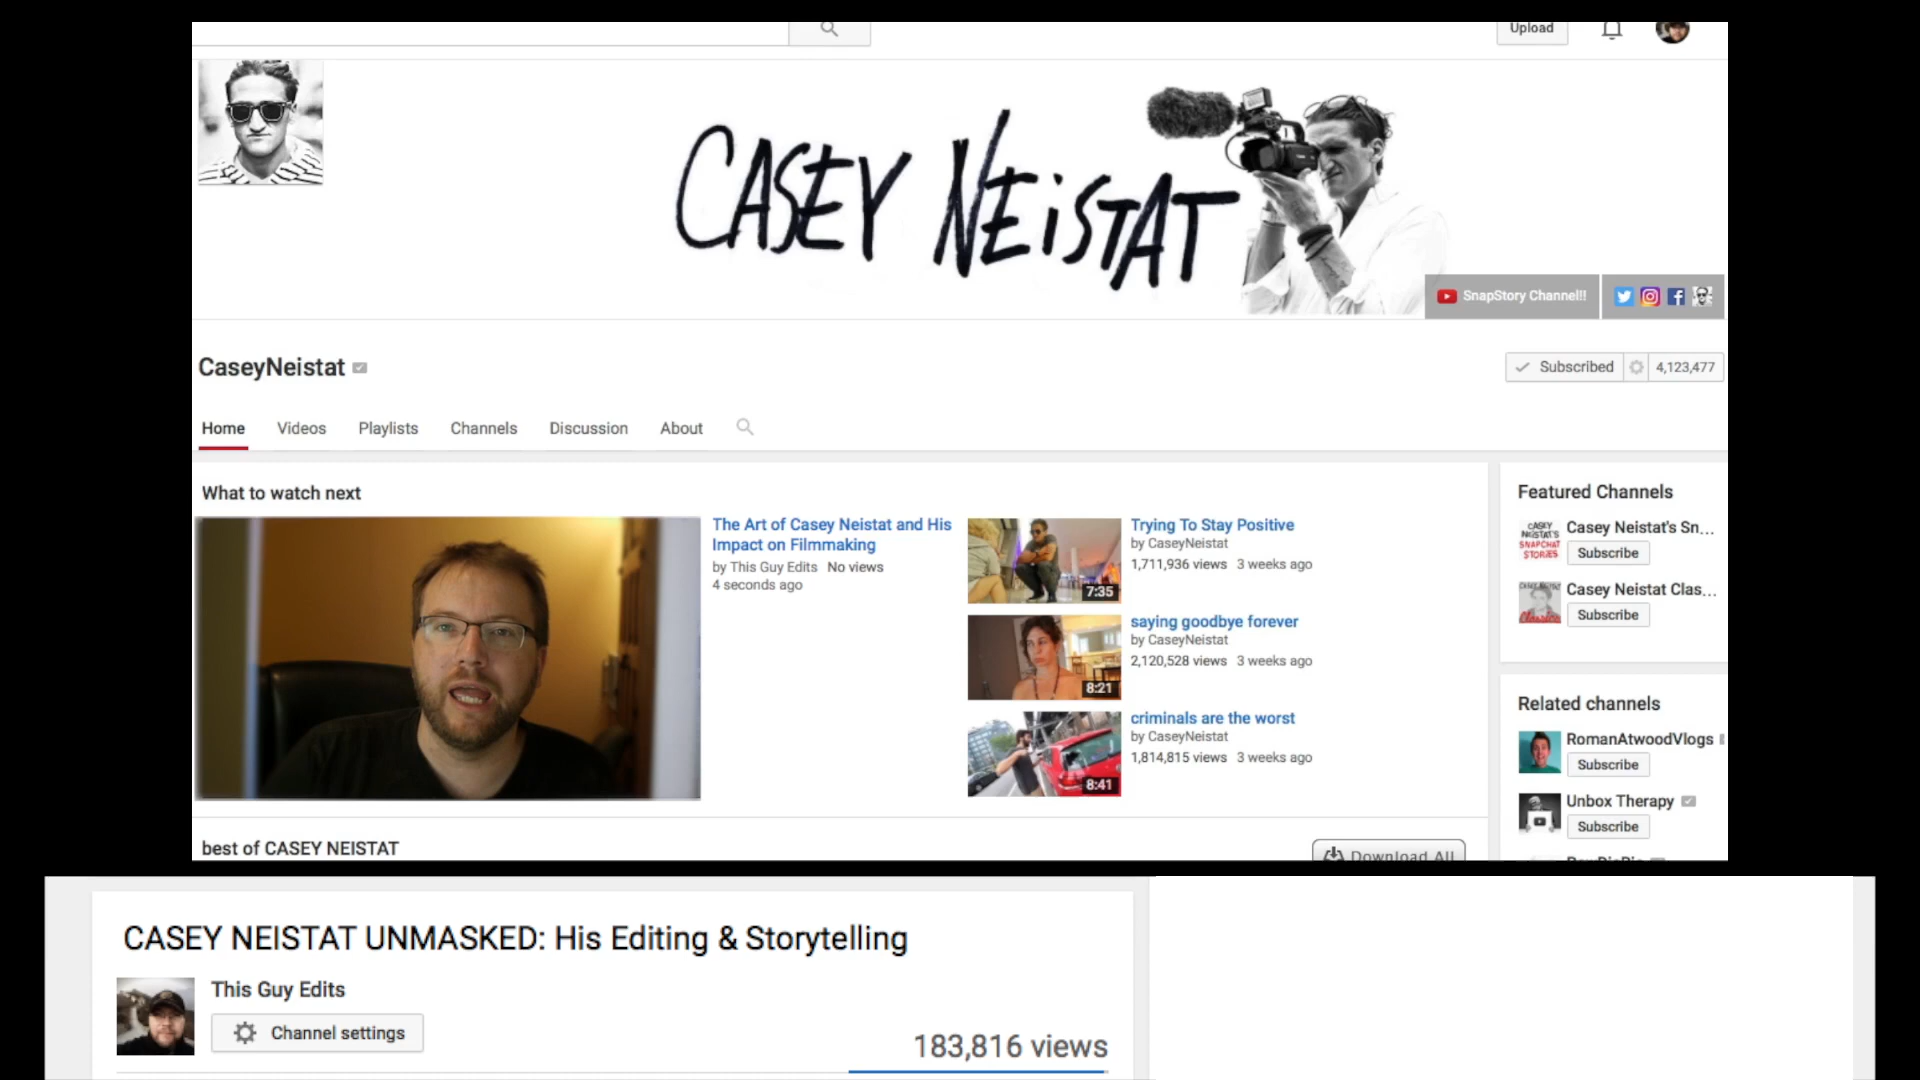 Upload
CASEY NEiSTAT
SnapStory Channel!!
CaseyNeistat
Subscribed 4,123,477
Home Videos Playlists Channels Discussion About
What to watch next
The Art of Casey Neistat and His
Impact on Filmmaking
by This Guy Edits No views
4 seconds ago
7:35
Trying To Stay Positive
by CaseyNeistat
1,711,936 views 3 weeks ago
8:21
saying goodbye forever
by CaseyNeistat
2,120,528 views 3 weeks ago
8:41
criminals are the worst
by CaseyNeistat
1,814,815 views 3 weeks ago
Featured Channels
CASEY
NEISTAT'S
SNAPCHAT
STORIES
Casey Neistat's Sn...
Subscribe
Classics
Casey Neistat Clas...
Subscribe
Related channels
RomanAtwoodVlogs
Subscribe
Unbox Therapy
Subscribe
best of CASEY NEISTAT
Download All
CASEY NEISTAT UNMASKED: His Editing & Storytelling
This Guy Edits
Channel settings
183,816 views